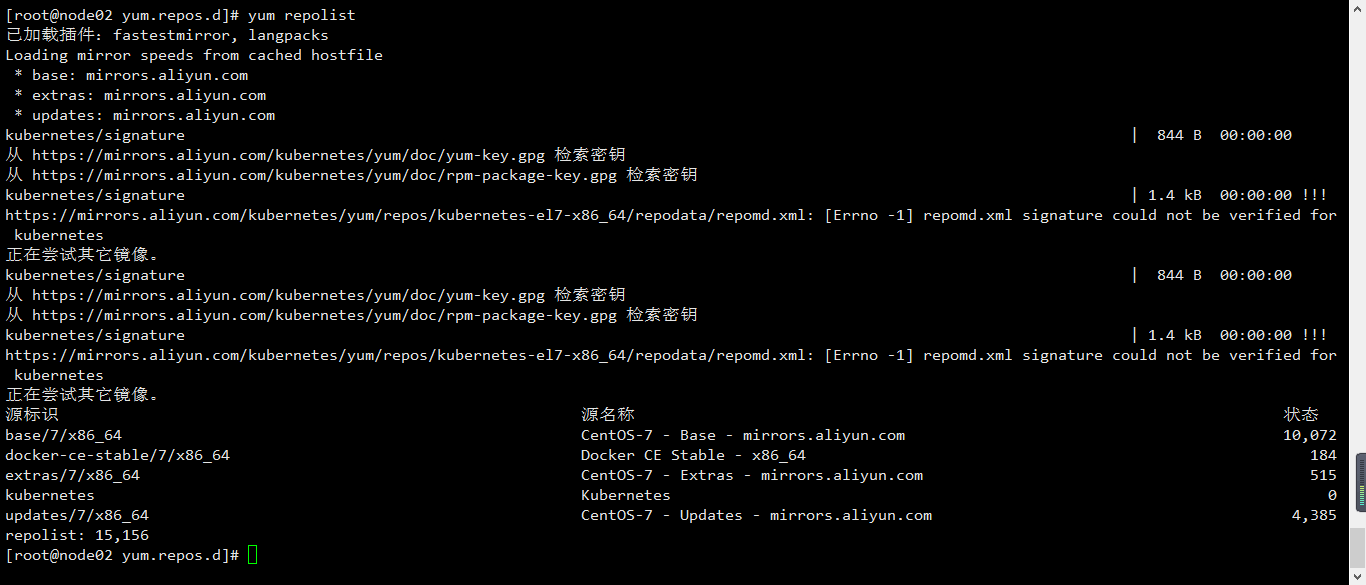 [root@node02 yum.repos.d]# yum repolist
已加载插件：fastestmirror, langpacks
Loading mirror speeds from cached hostfile
 * base: mirrors.aliyun.com
 * extras: mirrors.aliyun.com
 * updates: mirrors.aliyun.com
kubernetes/signature | 844 B 00:00:00
从 https://mirrors.aliyun.com/kubernetes/yum/doc/yum-key.gpg 检索密钥
从 https://mirrors.aliyun.com/kubernetes/yum/doc/rpm-package-key.gpg 检索密钥
kubernetes/signature | 1.4 kB 00:00:00 !!!
https://mirrors.aliyun.com/kubernetes/yum/repos/kubernetes-el7-x86_64/repodata/repomd.xml: [Errno -1] repomd.xml signature could not be verified for
 kubernetes
正在尝试其它镜像。
kubernetes/signature | 844 B 00:00:00
从 https://mirrors.aliyun.com/kubernetes/yum/doc/yum-key.gpg 检索密钥
从 https://mirrors.aliyun.com/kubernetes/yum/doc/rpm-package-key.gpg 检索密钥
kubernetes/signature | 1.4 kB 00:00:00 !!!
https://mirrors.aliyun.com/kubernetes/yum/repos/kubernetes-el7-x86_64/repodata/repomd.xml: [Errno -1] repomd.xml signature could not be verified for
 kubernetes
正在尝试其它镜像。
源标识 源名称 状态
base/7/x86_64 CentOS-7 - Base - mirrors.aliyun.com 10,072
docker-ce-stable/7/x86_64 Docker CE Stable - x86_64 184
extras/7/x86_64 CentOS-7 - Extras - mirrors.aliyun.com 515
kubernetes Kubernetes 0
updates/7/x86_64 CentOS-7 - Updates - mirrors.aliyun.com 4,385
repolist: 15,156
[root@node02 yum.repos.d]#